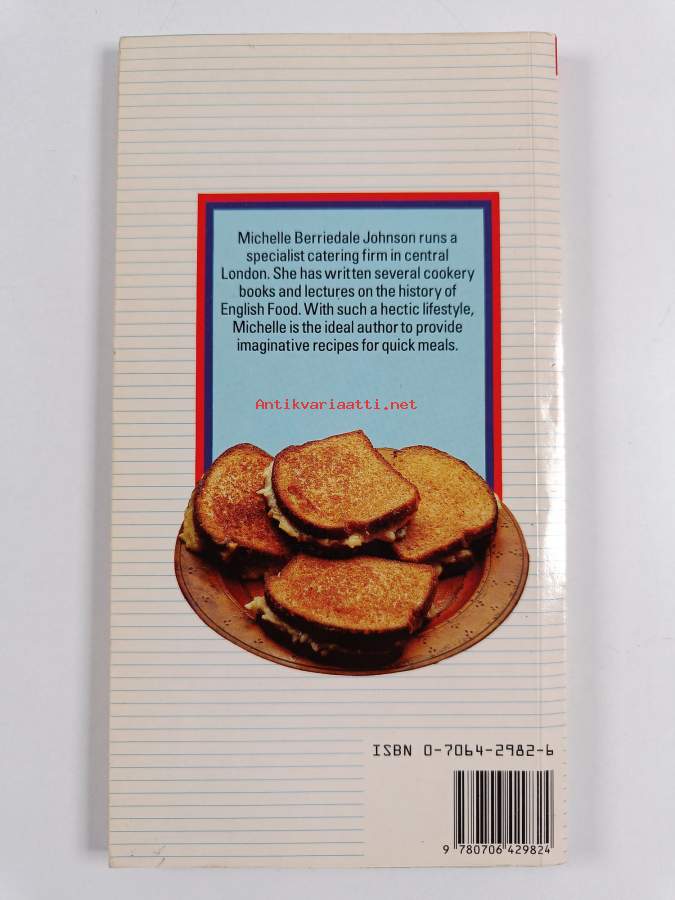 Michelle Berriedale Johnson runs a
specialist catering firm in central
London. She has written several cookery
books and lectures on the history of
English Food. With such a hectic lifestyle,
Michelle is the ideal author to provide
imaginative recipes for quick meals.
Antikvariaatti.net
ISBN 0-7064-2982-6
9 780706 429824